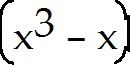 (x³ – x)